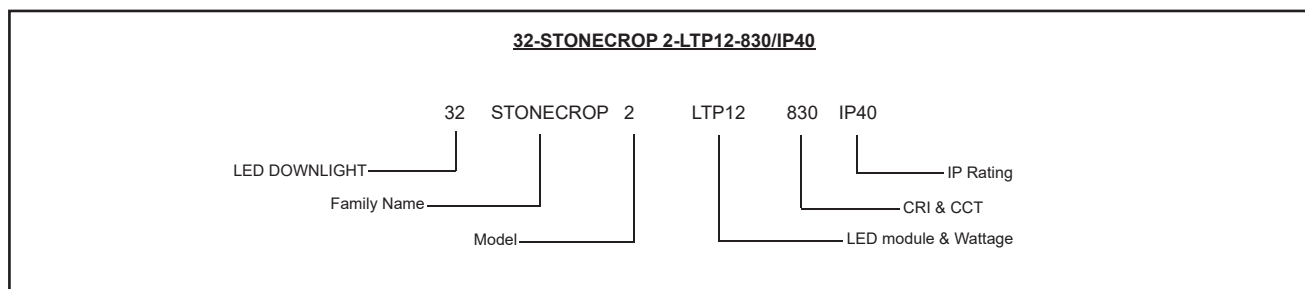 32-STONECROP 2-LTP12-830/IP40
32 STONECROP 2 LTP12 830 IP40
LED DOWNLIGHT
IP Rating
Family Name
CRI & CCT
Model
LED module & Wattage